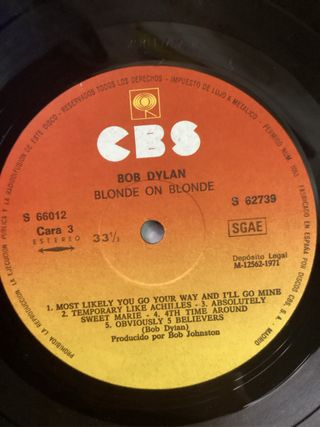 RESERVADOS TODOS LOS DERECHOS - IMPUESTO DE LUJO A METALICO - PERMISO NUM.
CBS
BOB DYLAN
BLONDE ON BLONDE
S 66012
S 62739
Cara 3
ESTEREO
33⅓
SGAE
Depósito Legal
M-12562-1971
1. MOST LIKELY YOU GO YOUR WAY AND I'LL GO MINE
2. TEMPORARY LIKE ACHILLES - 3. ABSOLUTELY
SWEET MARIE - 4. 4TH TIME AROUND
5. OBVIOUSLY 5 BELIEVERS
(Bob Dylan)
Producido por Bob Johnston
PROHIBIDA LA REPRODUCCION, LA EJECUCION PUBLICA Y LA RADIODIFUSION DE ESTE DISCO
FABRICADO EN ESPAÑA POR DISCOS CBS, S. A. - MADRID